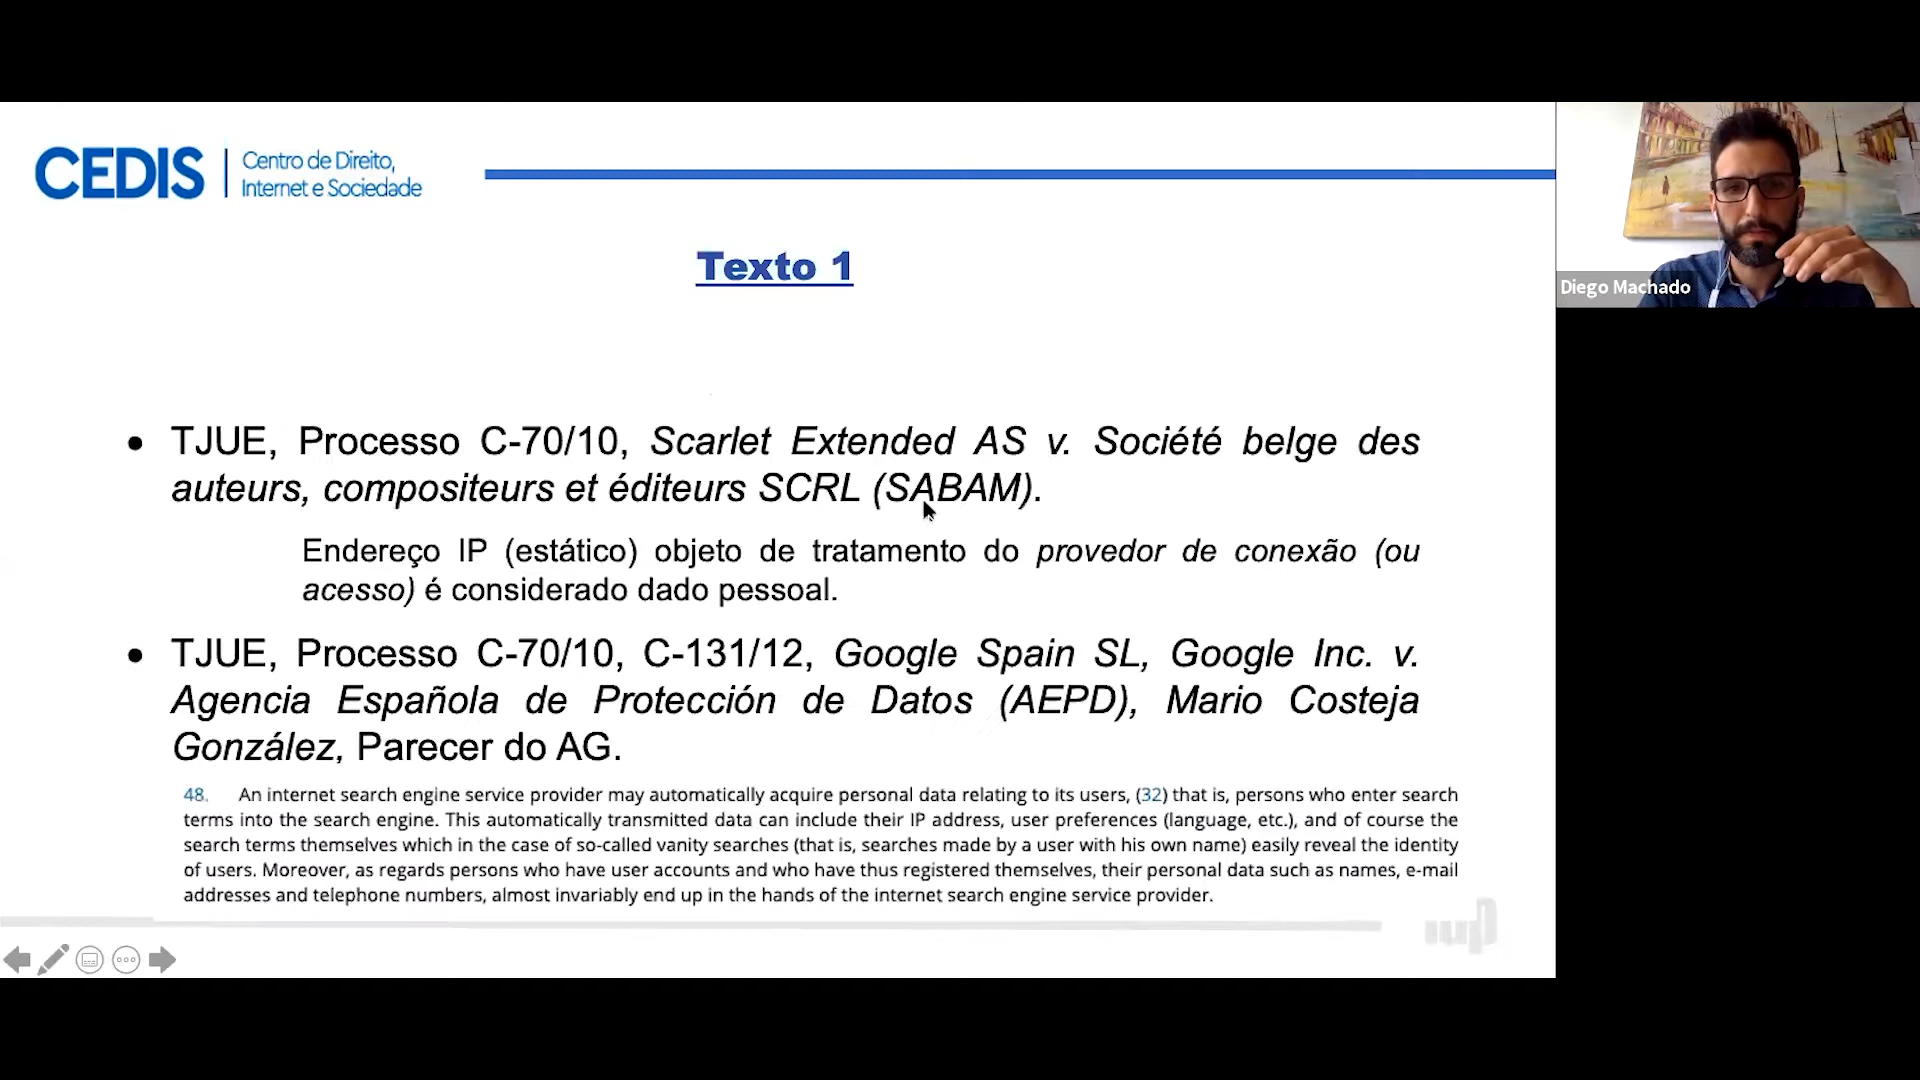 CEDIS
Centro de Direito,
Internet e Sociedade
Texto 1
Diego Machado
• TJUE, Processo C-70/10, Scarlet Extended AS v. Société belge des
auteurs, compositeurs et éditeurs SCRL (SABAM).
Endereço IP (estático) objeto de tratamento do provedor de conexão (ou
acesso) é considerado dado pessoal.
• TJUE, Processo C-70/10, C-131/12, Google Spain SL, Google Inc. v.
Agencia Española de Protección de Datos (AEPD), Mario Costeja
González, Parecer do AG.
48. An internet search engine service provider may automatically acquire personal data relating to its users, (32) that is, persons who enter search
terms into the search engine. This automatically transmitted data can include their IP address, user preferences (language, etc.), and of course the
search terms themselves which in the case of so-called vanity searches (that is, searches made by a user with his own name) easily reveal the identity
of users. Moreover, as regards persons who have user accounts and who have thus registered themselves, their personal data such as names, e-mail
addresses and telephone numbers, almost invariably end up in the hands of the internet search engine service provider.